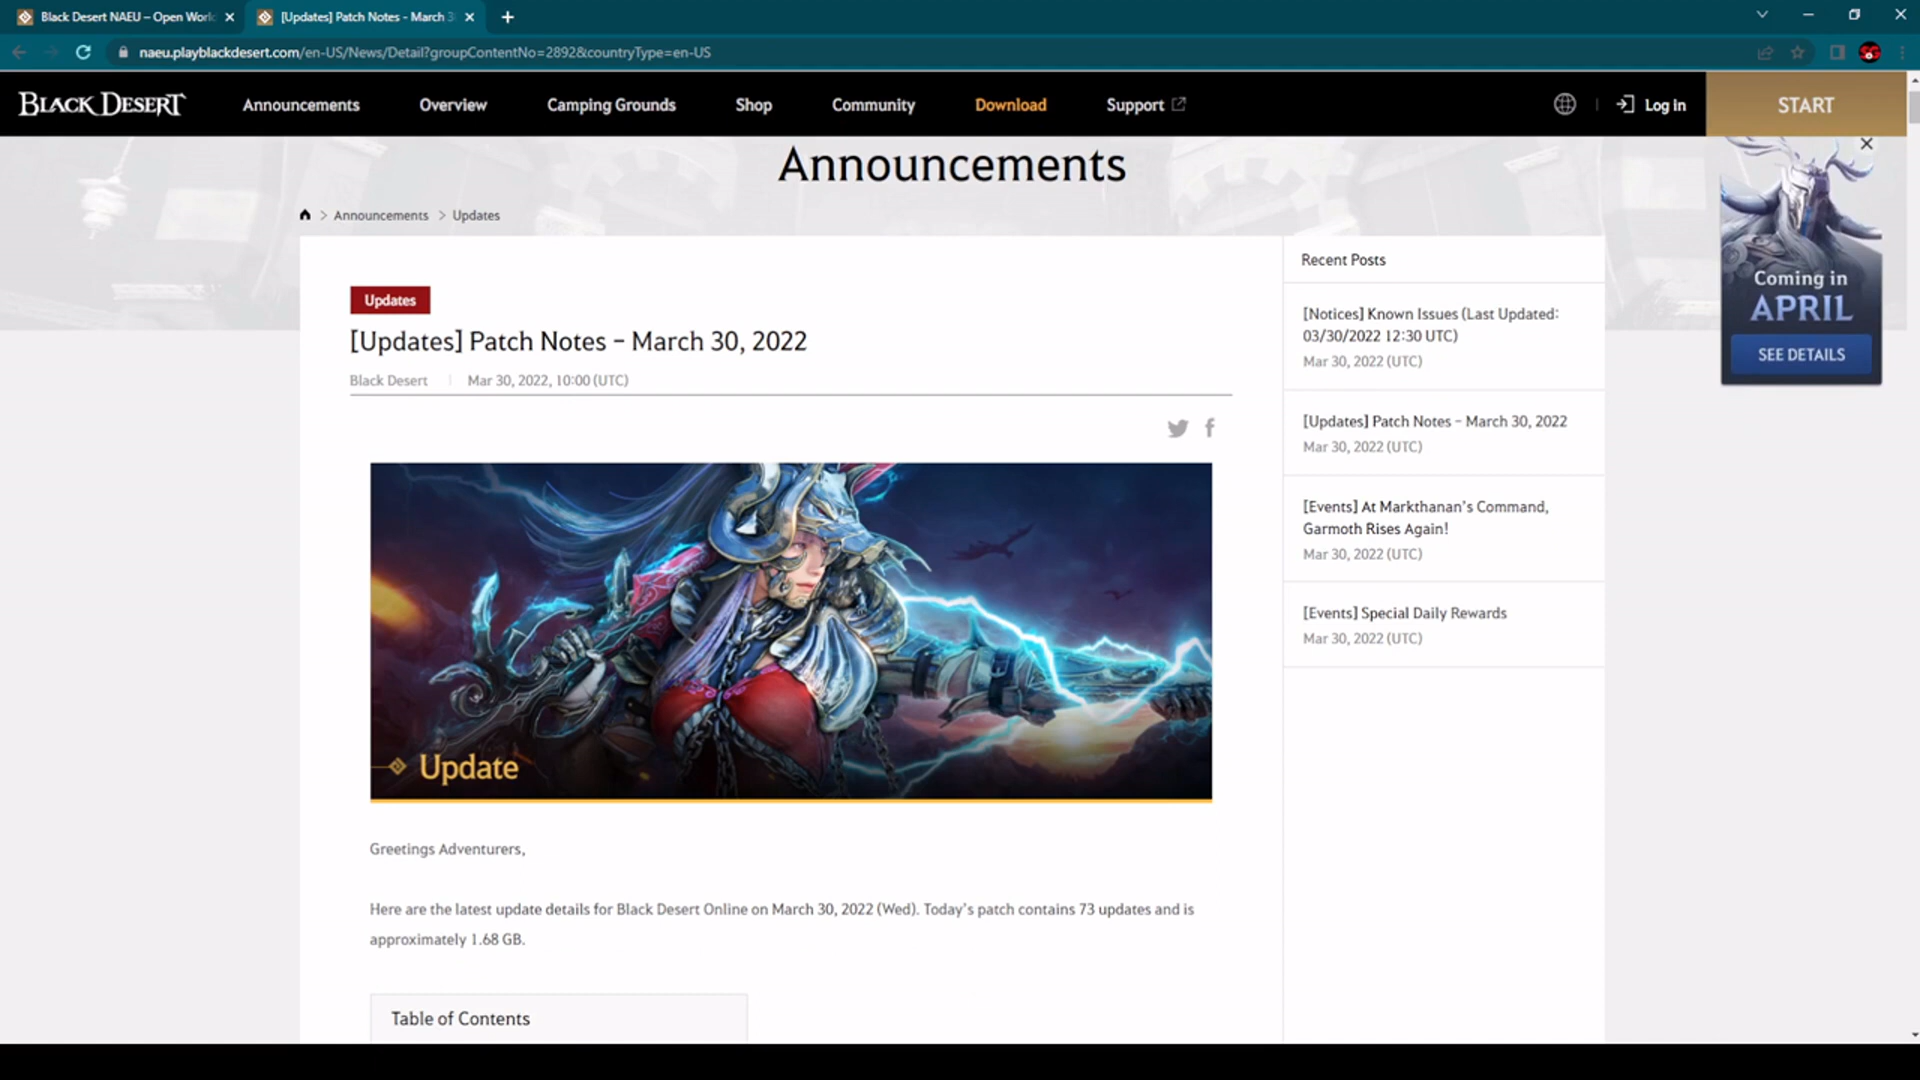 Black Desert NAEU – Open Worl
[Updates] Patch Notes - March 3
naeu.playblackdesert.com/en-US/News/Detail?groupContentNo=2892&countryType=en-US
BLACK DESERT
Announcements
Overview
Camping Grounds
Shop
Community
Download
Support
Log in
START
Announcements
Announcements > Updates
Updates
[Updates] Patch Notes – March 30, 2022
Black Desert
Mar 30, 2022, 10:00 (UTC)
Update
Greetings Adventurers,
Here are the latest update details for Black Desert Online on March 30, 2022 (Wed). Today's patch contains 73 updates and is
approximately 1.68 GB.
Table of Contents
Recent Posts
[Notices] Known Issues (Last Updated:
03/30/2022 12:30 UTC)
Mar 30, 2022 (UTC)
[Updates] Patch Notes – March 30, 2022
Mar 30, 2022 (UTC)
[Events] At Markthanan's Command,
Garmoth Rises Again!
Mar 30, 2022 (UTC)
[Events] Special Daily Rewards
Mar 30, 2022 (UTC)
Coming in
APRIL
SEE DETAILS